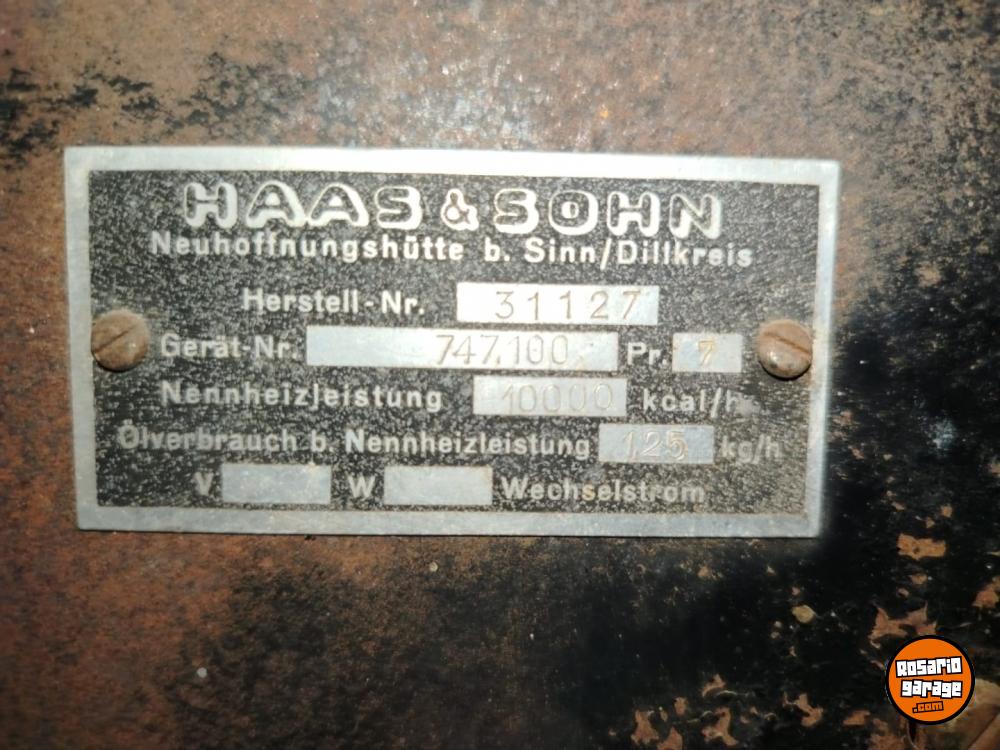 HAAS & SOHN
Neuhoffnungshütte b. Sinn/Dillkreis
Herstell-Nr. 31127
Gerät-Nr. 747.100 Pr. 7
Nennheizleistung 10000 kcal/h
Ölverbrauch b. Nennheizleistung 1,25 kg/h
V W Wechselstrom
Rosario
garage
.com